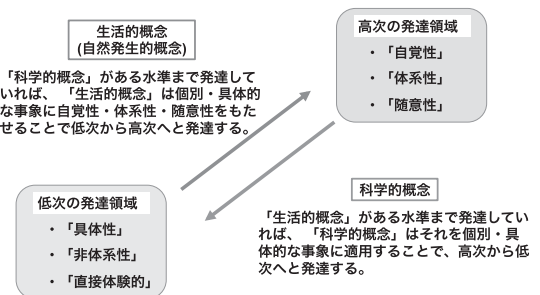 生活的概念
(自然発生的概念)
「科学的概念」がある水準まで発達して
いれば、「生活的概念」は個別・具体的
な事象に自覚性・体系性・随意性をもた
せることで低次から高次へと発達する。
高次の発達領域
・「自覚性」
・「体系性」
・「随意性」
低次の発達領域
・「具体性」
・「非体系性」
・「直接体験的」
科学的概念
「生活的概念」がある水準まで発達してい
れば、「科学的概念」はそれを個別・具
体的な事象に適用することで、高次から低
次へと発達する。